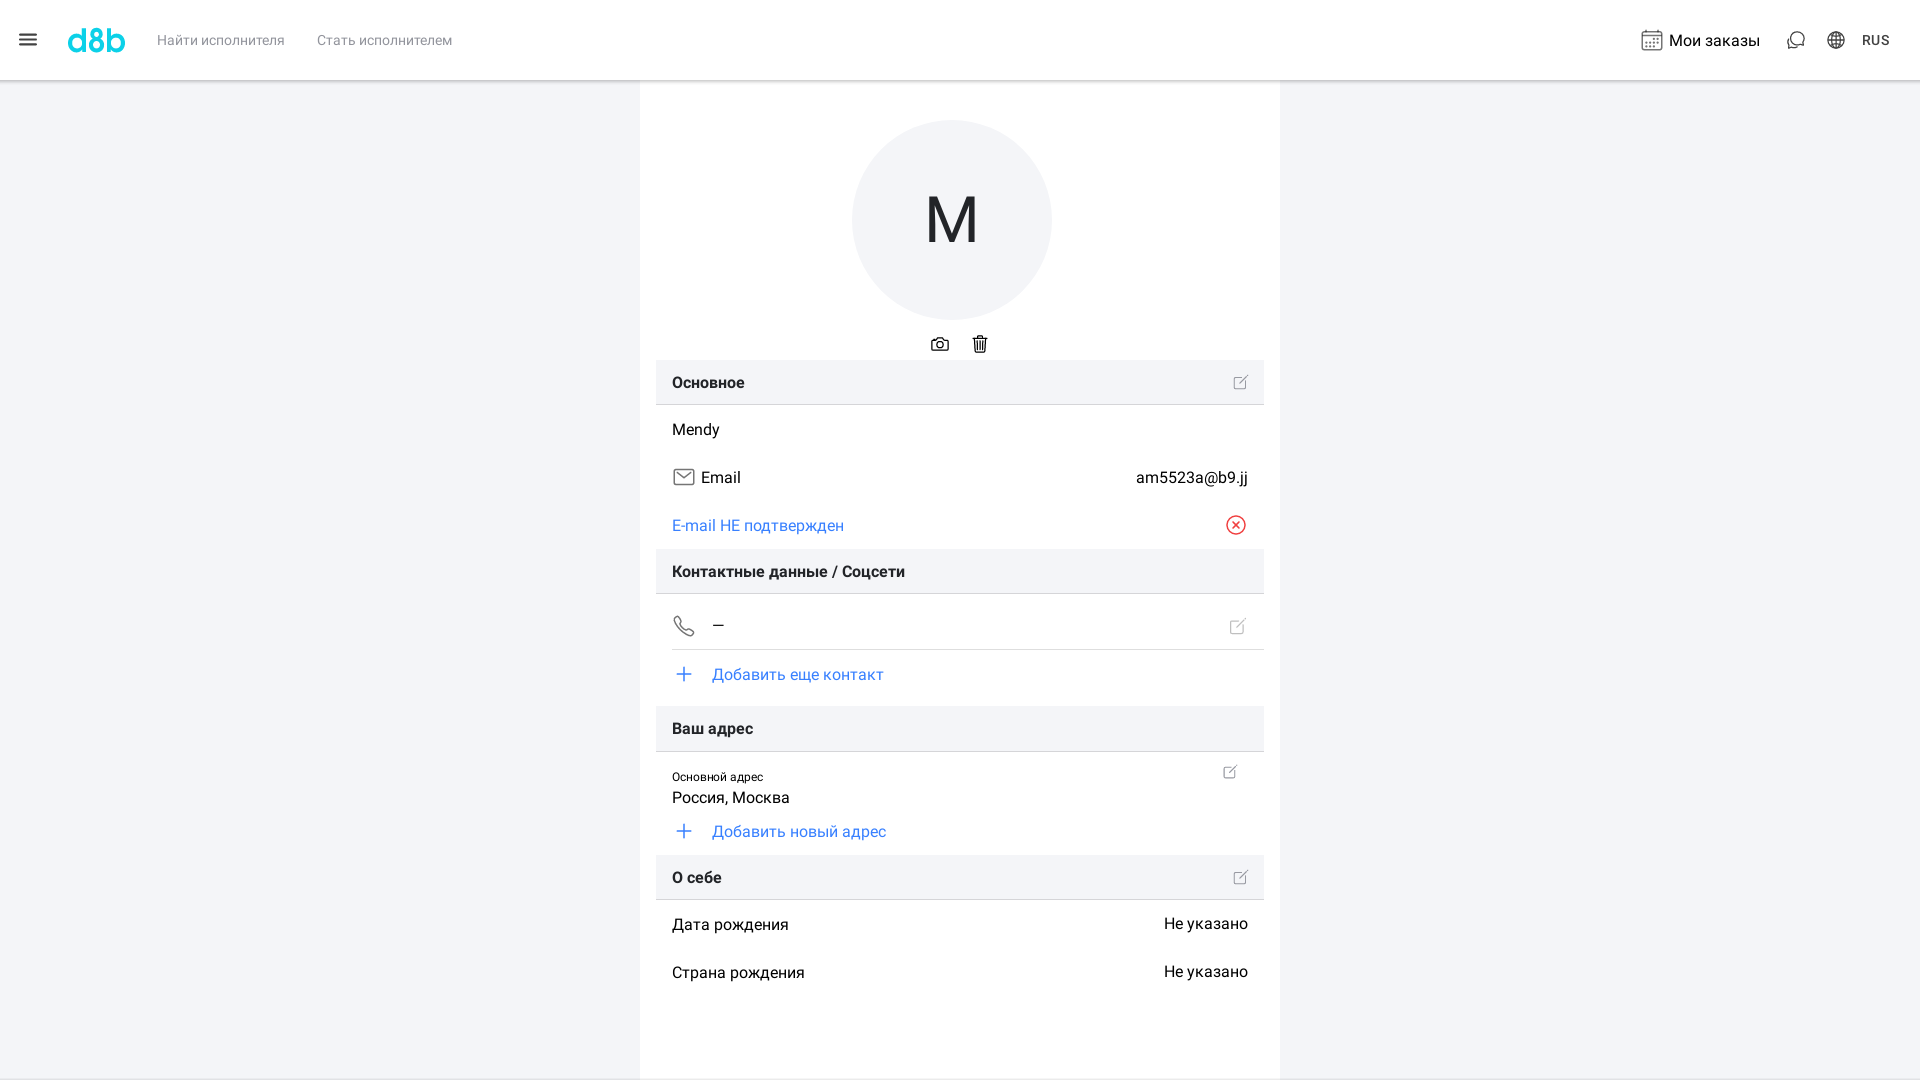 d8b Найти исполнителя Стать исполнителем Мои заказы RUS
M
Основное
Mendy
Email am5523a@b9.jj
E-mail НЕ подтвержден
Контактные данные / Соцсети
—
Добавить еще контакт
Ваш адрес
Основной адрес
Россия, Москва
Добавить новый адрес
О себе
Дата рождения Не указано
Страна рождения Не указано